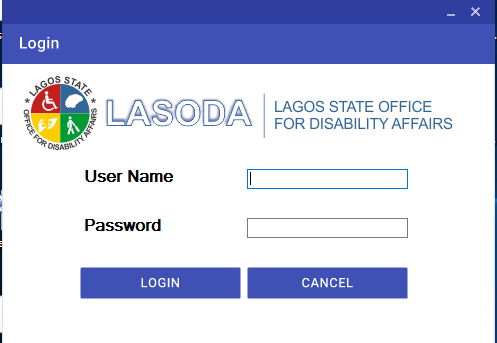 Login
LAGOS STATE
OFFICE FOR DISABILITY AFFAIRS
LASODA
LAGOS STATE OFFICE
FOR DISABILITY AFFAIRS
User Name
Password
LOGIN CANCEL